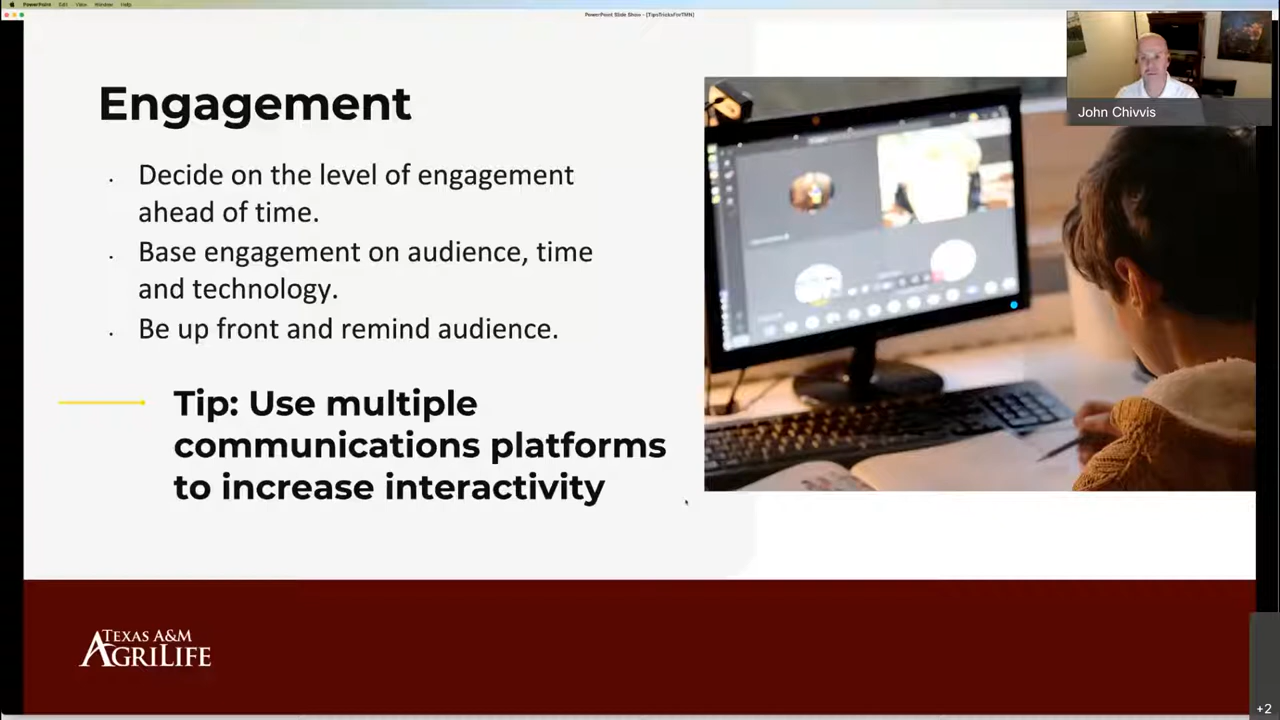 PowerPoint Edit View Window Help
PowerPoint Slide Show - [TipsTricksForTMN]
John Chivvis
Engagement
· Decide on the level of engagement
ahead of time.
· Base engagement on audience, time
and technology.
· Be up front and remind audience.
Tip: Use multiple
communications platforms
to increase interactivity
TEXAS A&M
AGRILIFE
+2